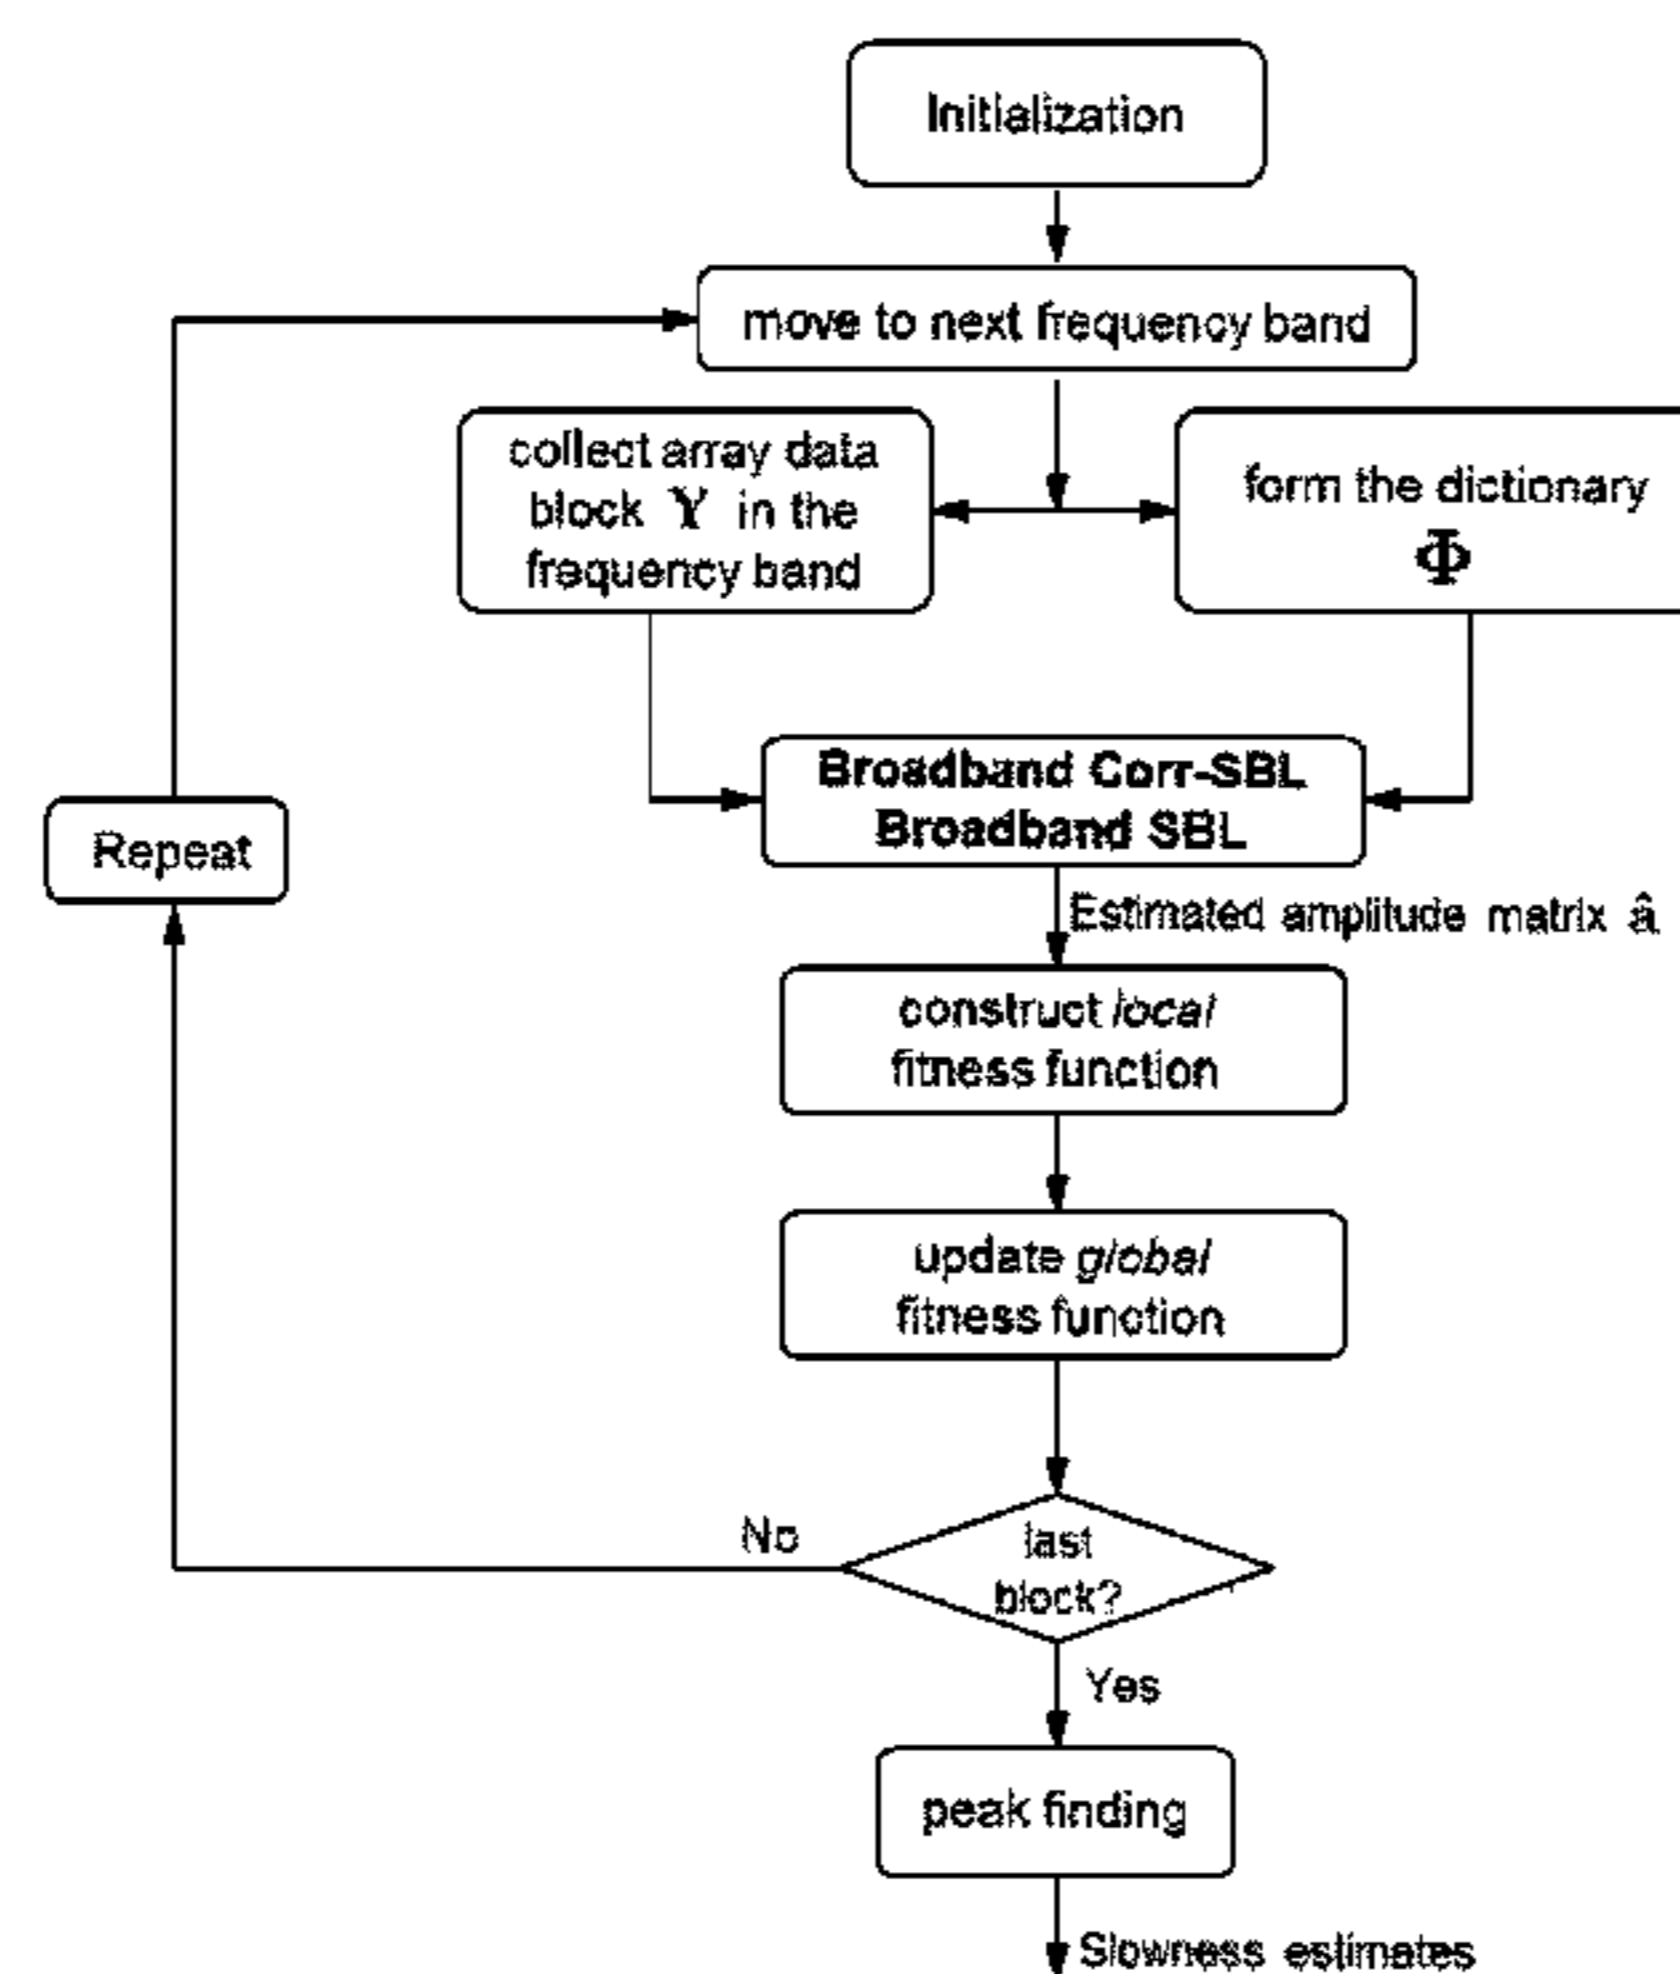 Initialization
move to next frequency band
collect array data
block Y in the
frequency band
form the dictionary
Φ
Broadband Corr-SBL
Broadband SBL
Repeat
Estimated amplitude matrix â
construct local
fitness function
update global
fitness function
No
last
block?
Yes
peak finding
Slowness estimates